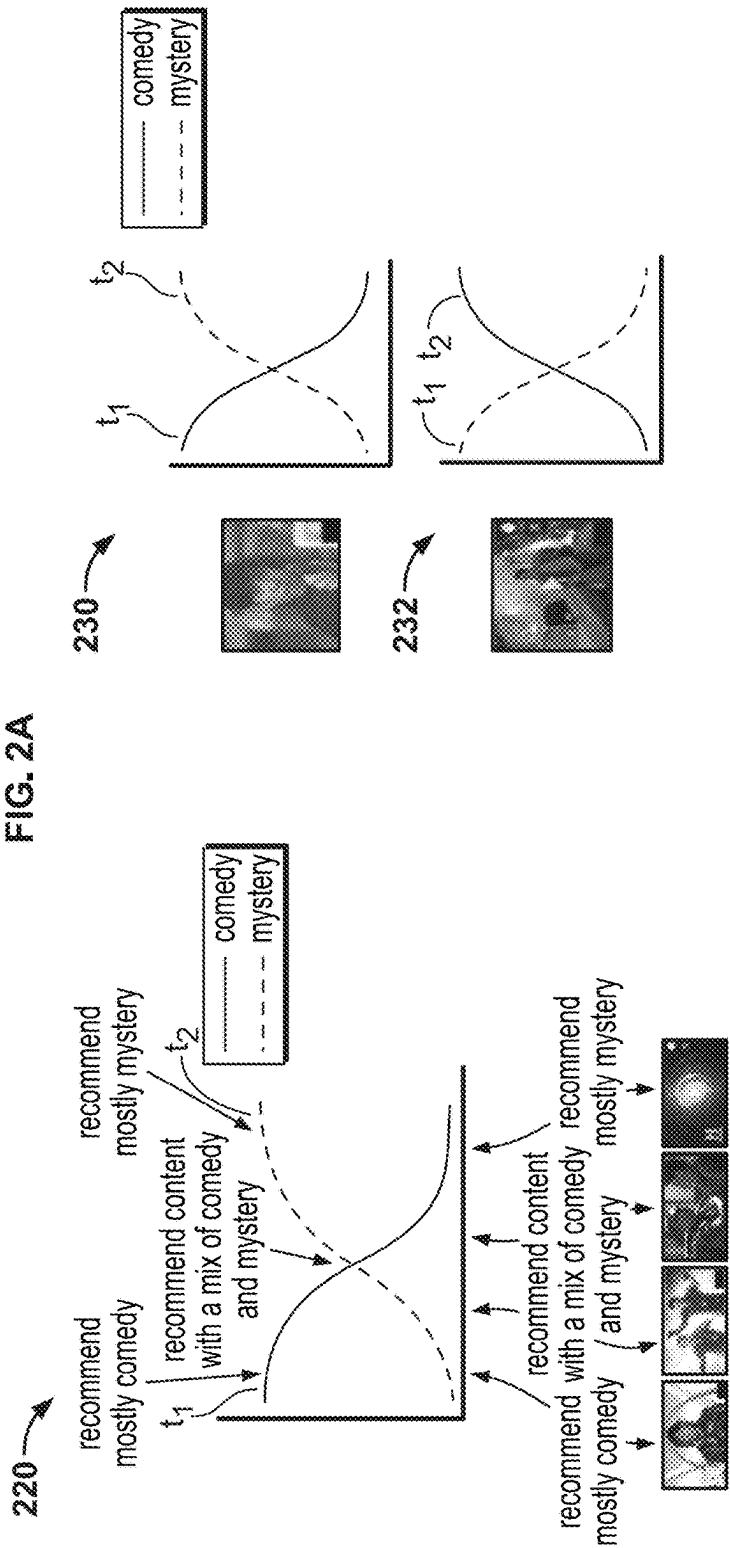 FIG. 2A
220
recommend
mostly comedy
t1
recommend content
with a mix of comedy
and mystery
recommend
mostly mystery
t2
comedy
mystery
recommend
mostly comedy
recommend content
with a mix of comedy
and mystery
recommend
mostly mystery
230
t1
t2
comedy
mystery
232
t1
t2